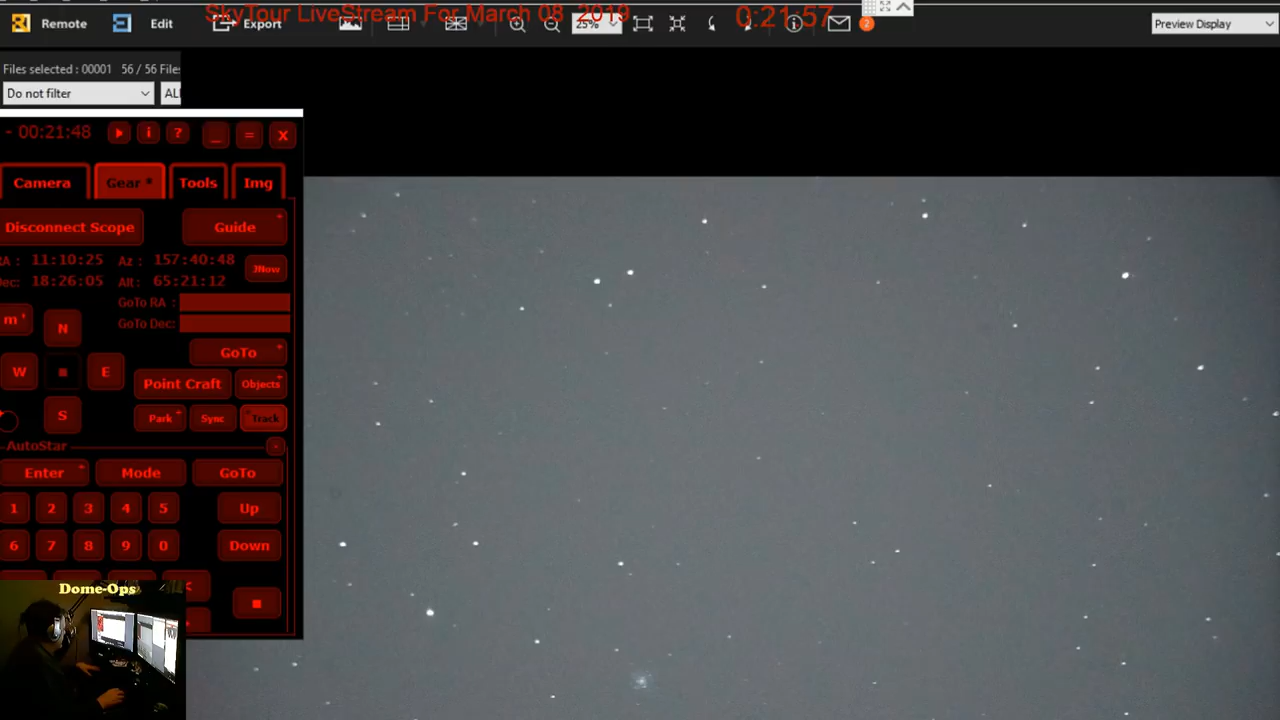 SkyTour LiveStream For March 08 2019 0:21:57
Remote Edit Export 25% 2 Preview Display
Files selected : 00001 56 / 56 Files
Do not filter
ALL
- 00:21:48 i ? _ = X
Camera Gear * Tools Img
Disconnect Scope Guide
RA : 11:10:25 Az : 157:40:48 JNow
Dec: 18:26:05 AR: 65:21:12
GoTo RA :
GoTo Dec:
m ' N
GoTo
W E Point Craft Objects
S Park Sync Track
AutoStar
Enter Mode GoTo
1 2 3 4 5 Up
6 7 8 9 0 Down
Dome-Ops